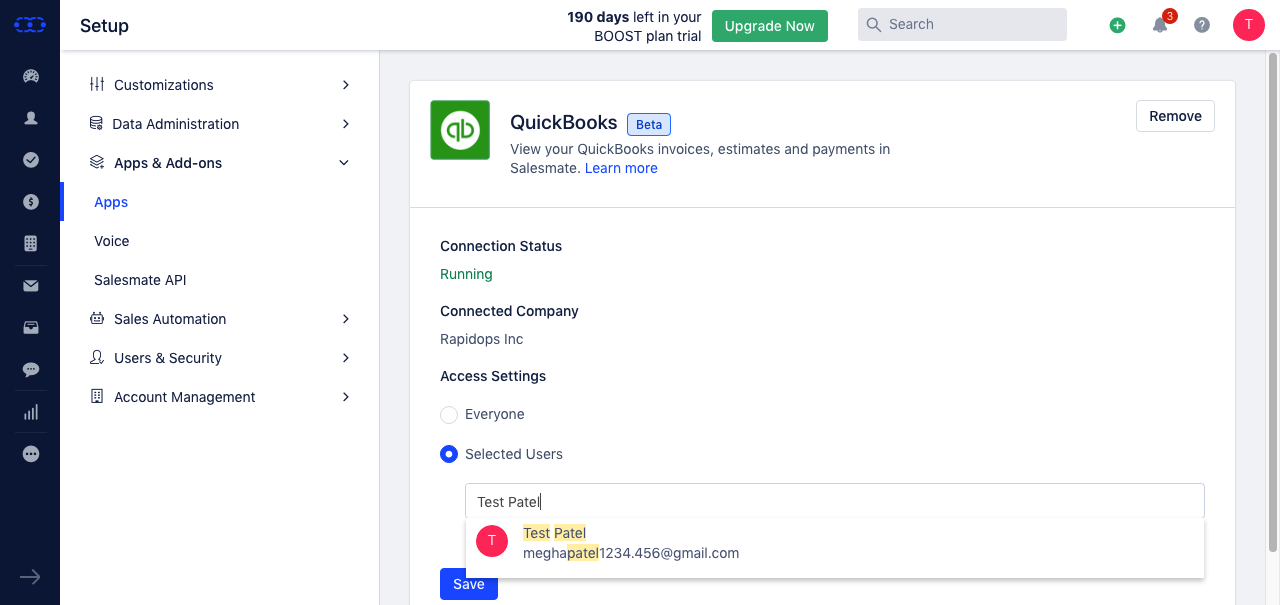 Setup
190 days left in your
BOOST plan trial
Upgrade Now
Search
3
T
Customizations
Data Administration
Apps & Add-ons
Apps
Voice
Salesmate API
Sales Automation
Users & Security
Account Management
qb
QuickBooks Beta
Remove
View your QuickBooks invoices, estimates and payments in
Salesmate. Learn more
Connection Status
Running
Connected Company
Rapidops Inc
Access Settings
Everyone
Selected Users
Test Patel
T
Test Patel
meghapatel1234.456@gmail.com
Save